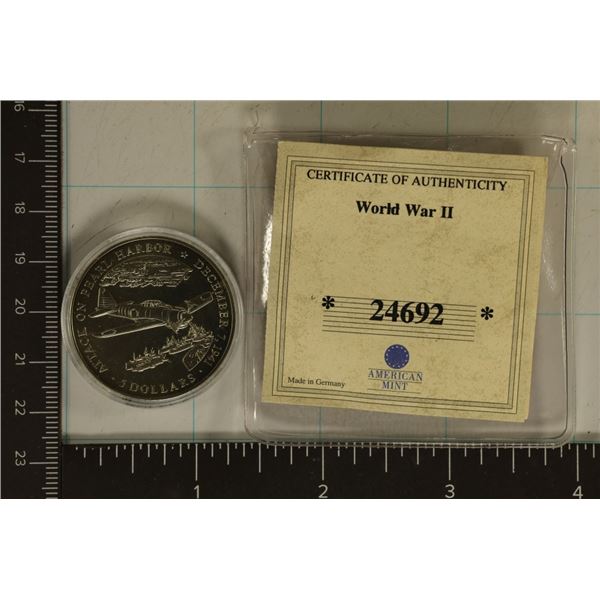 16
17
18
19
20
21
22
23
ATTACK ON PEARL HARBOR ★ DECEMBER 7, 1941
· 5 DOLLARS ·
CERTIFICATE OF AUTHENTICITY
World War II
* 24692 *
AMERICAN
MINT
Made in Germany
1 2 3 4